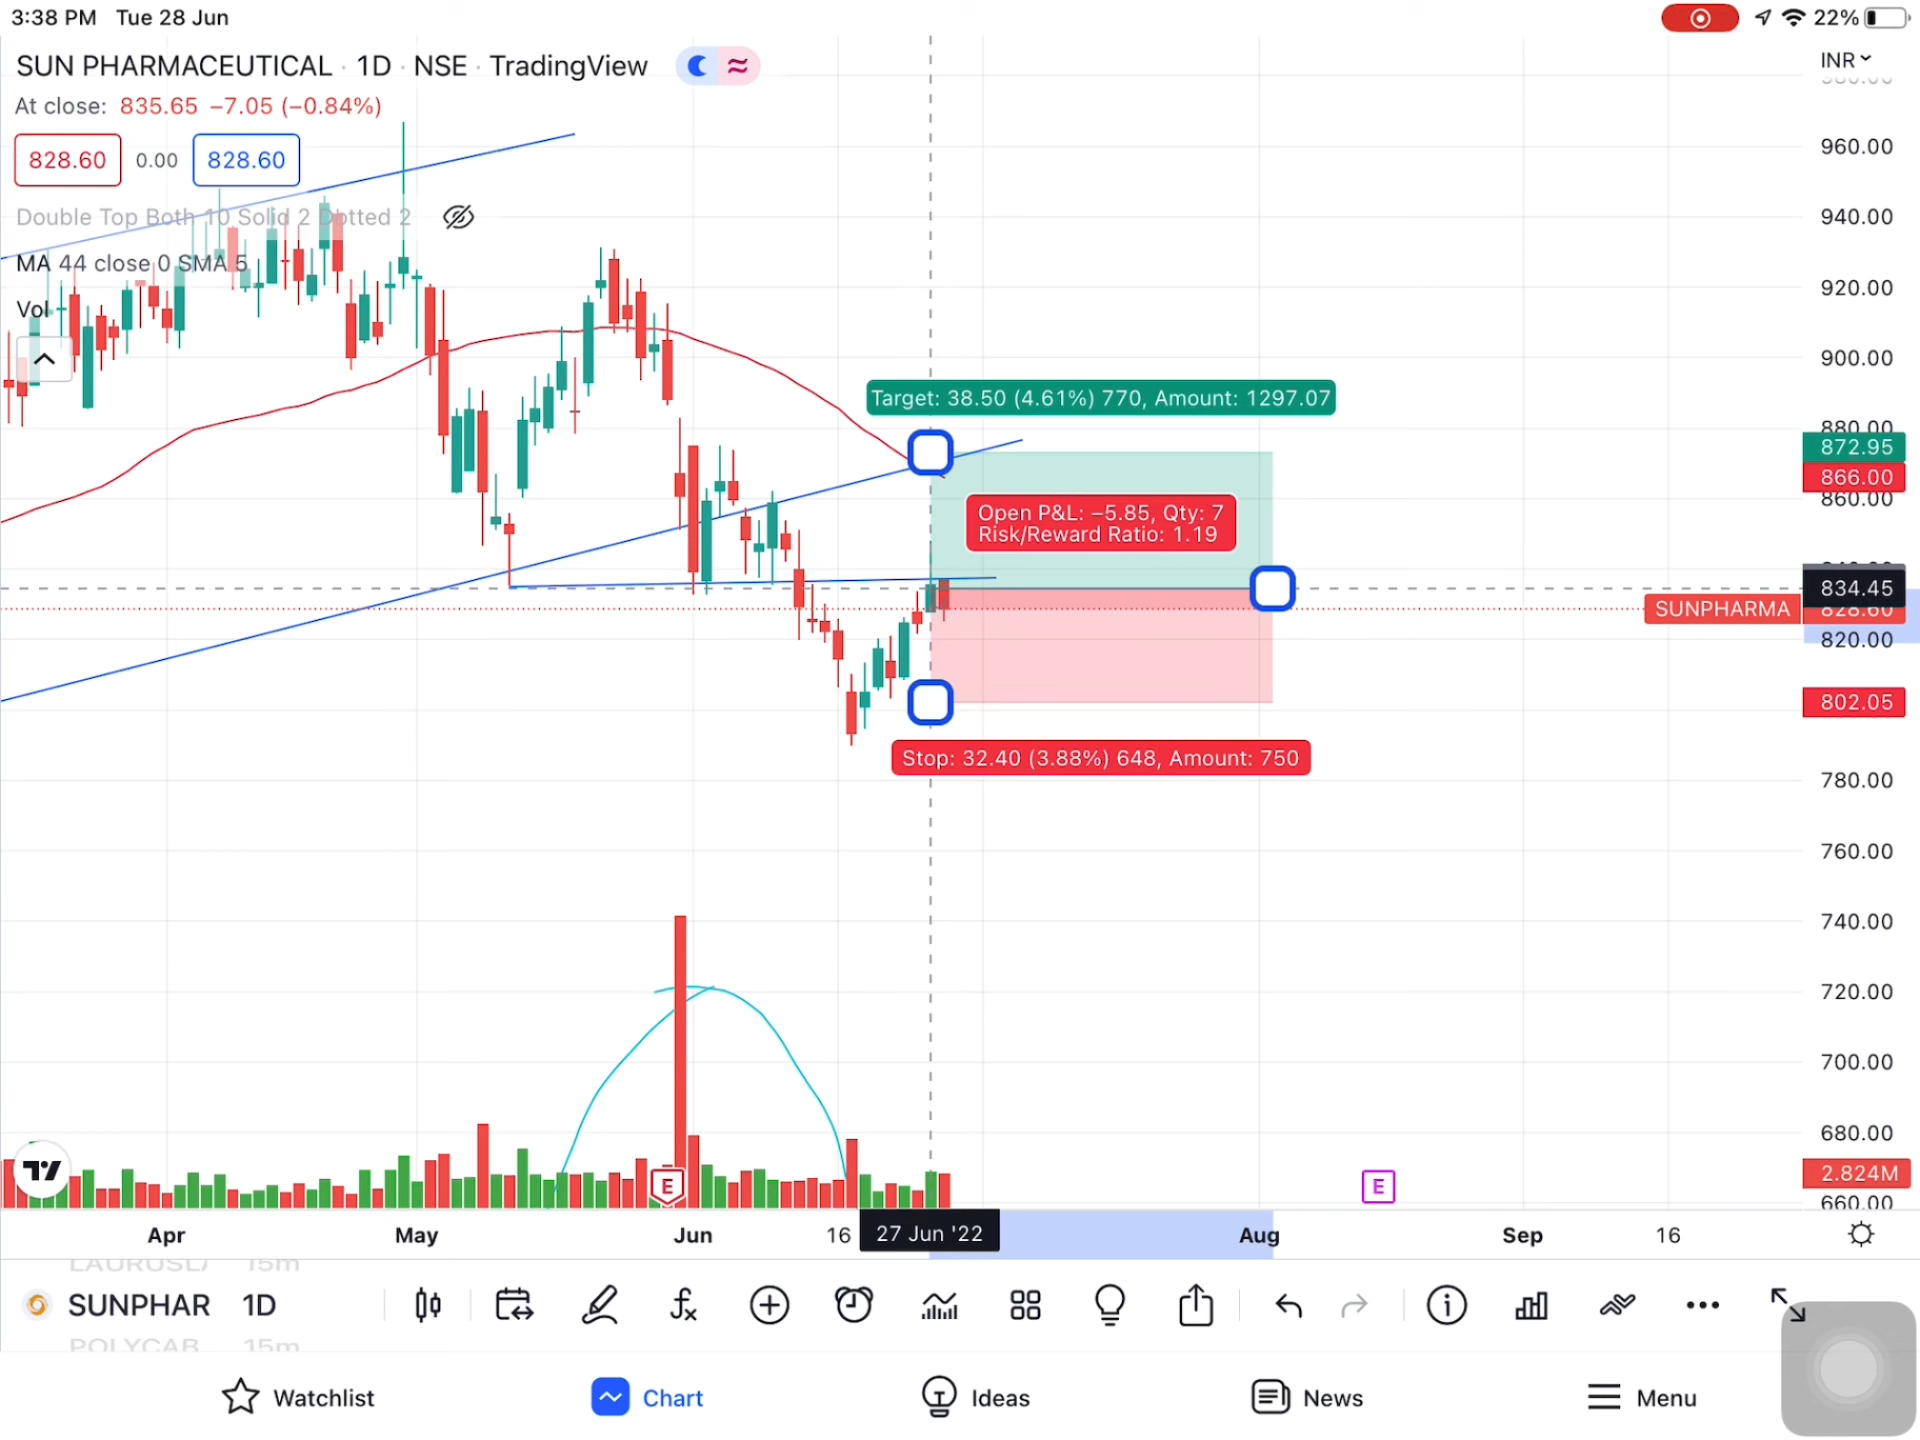 3:38 PM Tue 28 Jun
22%
SUN PHARMACEUTICAL · 1D · NSE · TradingView
INR
At close: 835.65 −7.05 (−0.84%)
828.60 0.00 828.60
Double Top Both 10 Solid 2 Dotted 2
MA 44 close 0 SMA 5
Vol
960.00
940.00
920.00
900.00
880.00
872.95
866.00
860.00
834.45
828.60
820.00
802.05
780.00
760.00
740.00
720.00
700.00
680.00
2.824M
660.00
Target: 38.50 (4.61%) 770, Amount: 1297.07
Open P&L: −5.85, Qty: 7
Risk/Reward Ratio: 1.19
SUNPHARMA
Stop: 32.40 (3.88%) 648, Amount: 750
E
E
Apr May Jun 16 27 Jun '22 Aug Sep 16
15m
SUNPHAR 1D
POLYCAB 15m
Watchlist Chart Ideas News Menu